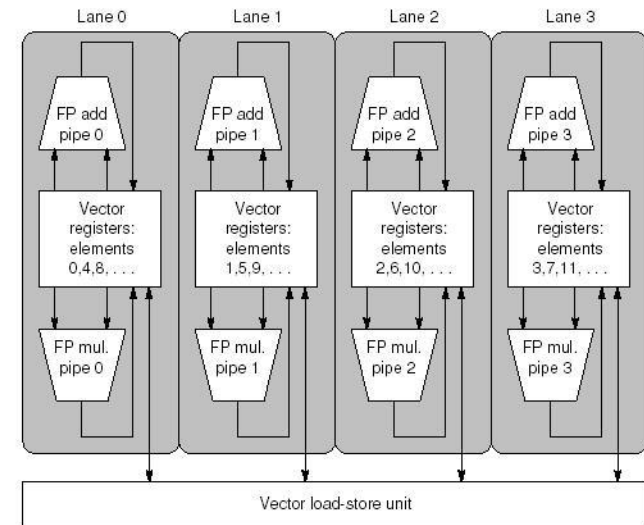 Lane 0
Lane 1
Lane 2
Lane 3
FP add
pipe 0
FP add
pipe 1
FP add
pipe 2
FP add
pipe 3
Vector
registers:
elements
0,4,8, . . .
Vector
registers:
elements
1,5,9, . . .
Vector
registers:
elements
2,6,10, . . .
Vector
registers:
elements
3,7,11, . . .
FP mul.
pipe 0
FP mul.
pipe 1
FP mul.
pipe 2
FP mul.
pipe 3
Vector load-store unit